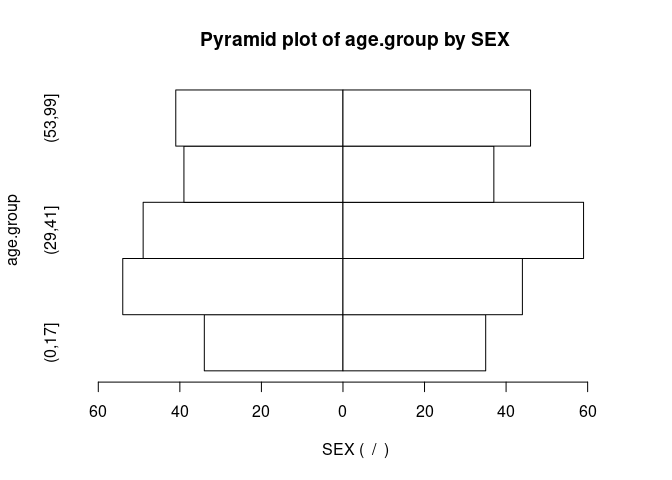 Pyramid plot of age.group by SEX
age.group
(53,99]
(29,41]
(0,17]
60 40 20 0 20 40 60
SEX ( / )